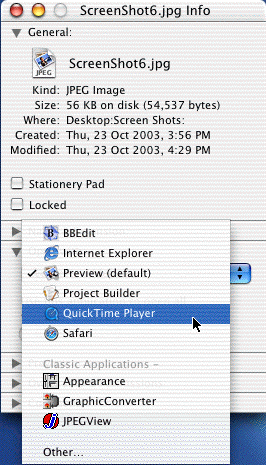 ScreenShot6.jpg Info
General:
JPEG
ScreenShot6.jpg
Kind: JPEG Image
Size: 56 KB on disk (54,537 bytes)
Where: Desktop:Screen Shots:
Created: Thu, 23 Oct 2003, 3:56 PM
Modified: Thu, 23 Oct 2003, 4:29 PM
Stationery Pad
Locked
BBEdit
Internet Explorer
✓ Preview (default)
Project Builder
QuickTime Player
Safari
Classic Applications –
Appearance
GraphicConverter
JPEGView
Other...